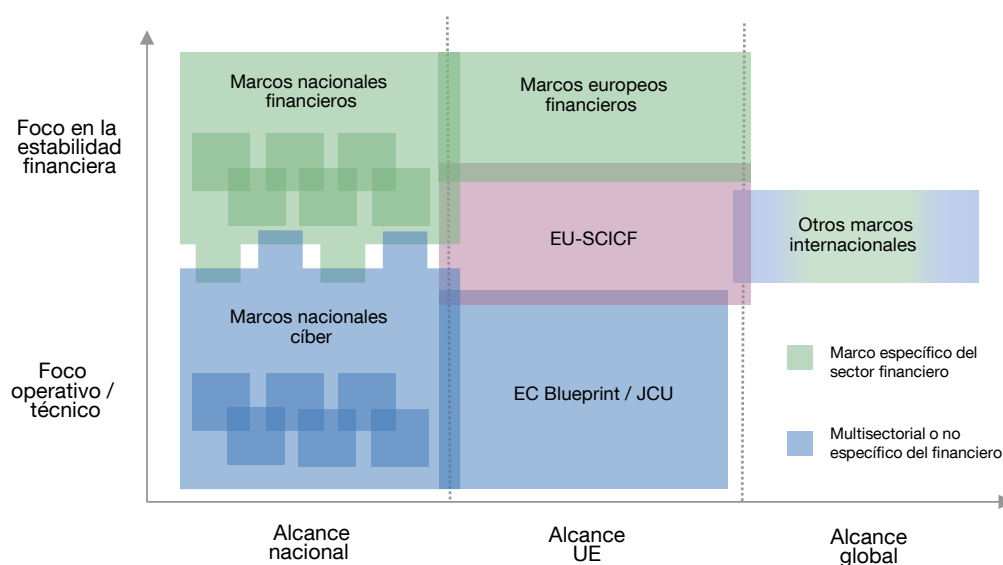 Marcos nacionales
financieros
Marcos europeos
financieros
Foco en la
estabilidad
financiera
EU-SCICF
Otros marcos
internacionales
Marcos nacionales
cíber
Marco específico del
sector financiero
Foco
operativo /
técnico
EC Blueprint / JCU
Multisectorial o no
específico del financiero
Alcance
nacional
Alcance
UE
Alcance
global